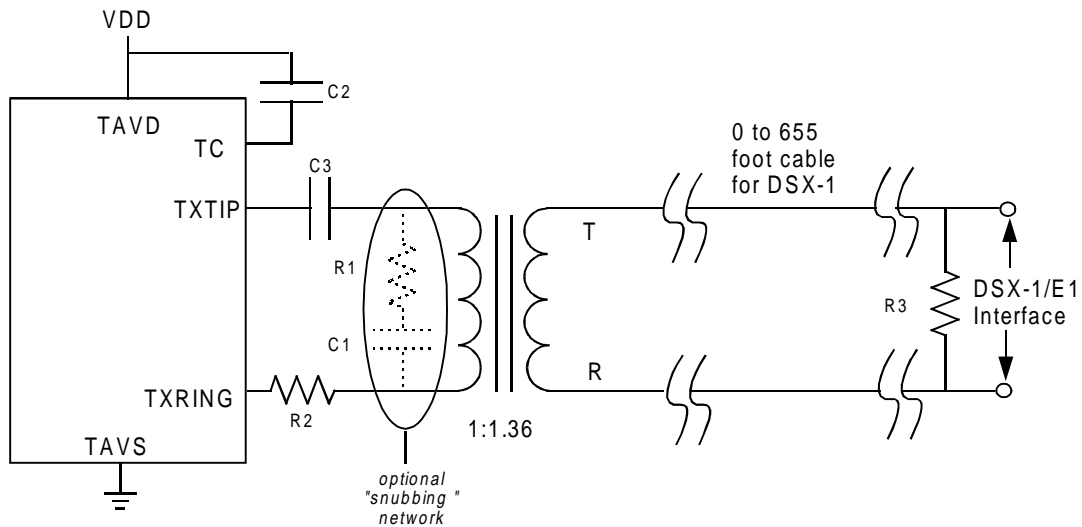 VDD
C2
TAVD
TC
0 to 655
foot cable
for DSX-1
C3
TXTIP
T
R1
R3
DSX-1/E1
Interface
C1
R
TXRING
R2
1:1.36
TAVS
optional
"snubbing "
network